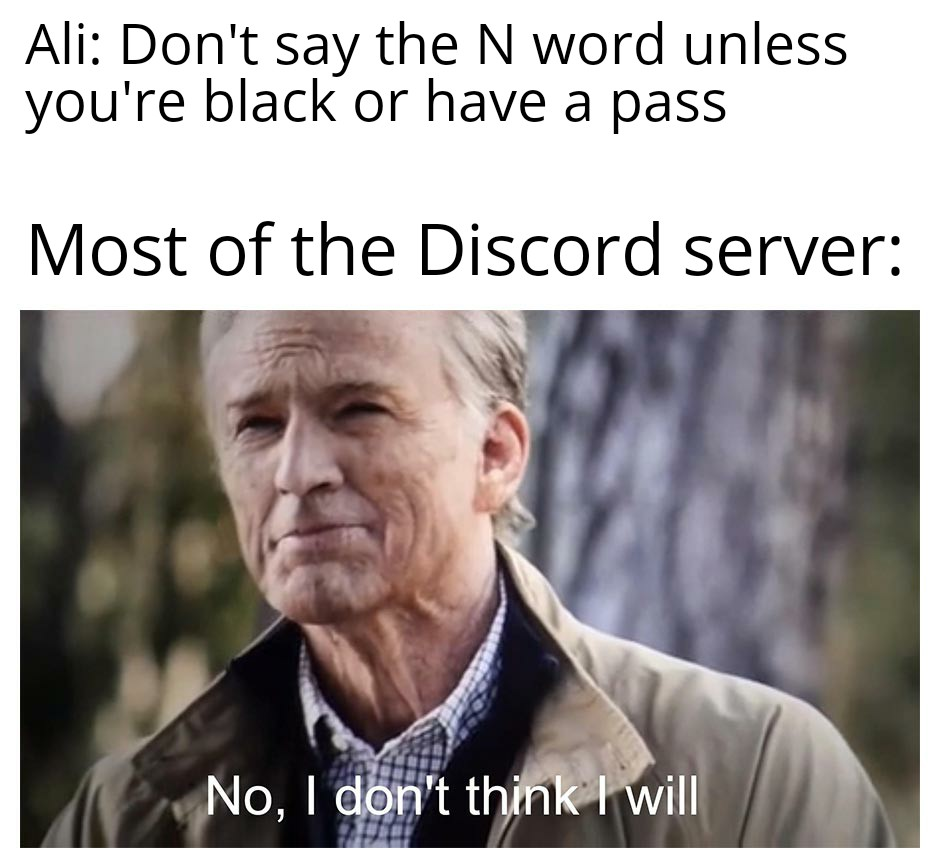 Ali: Don't say the N word unless
you're black or have a pass
Most of the Discord server:
No, I don't think I will